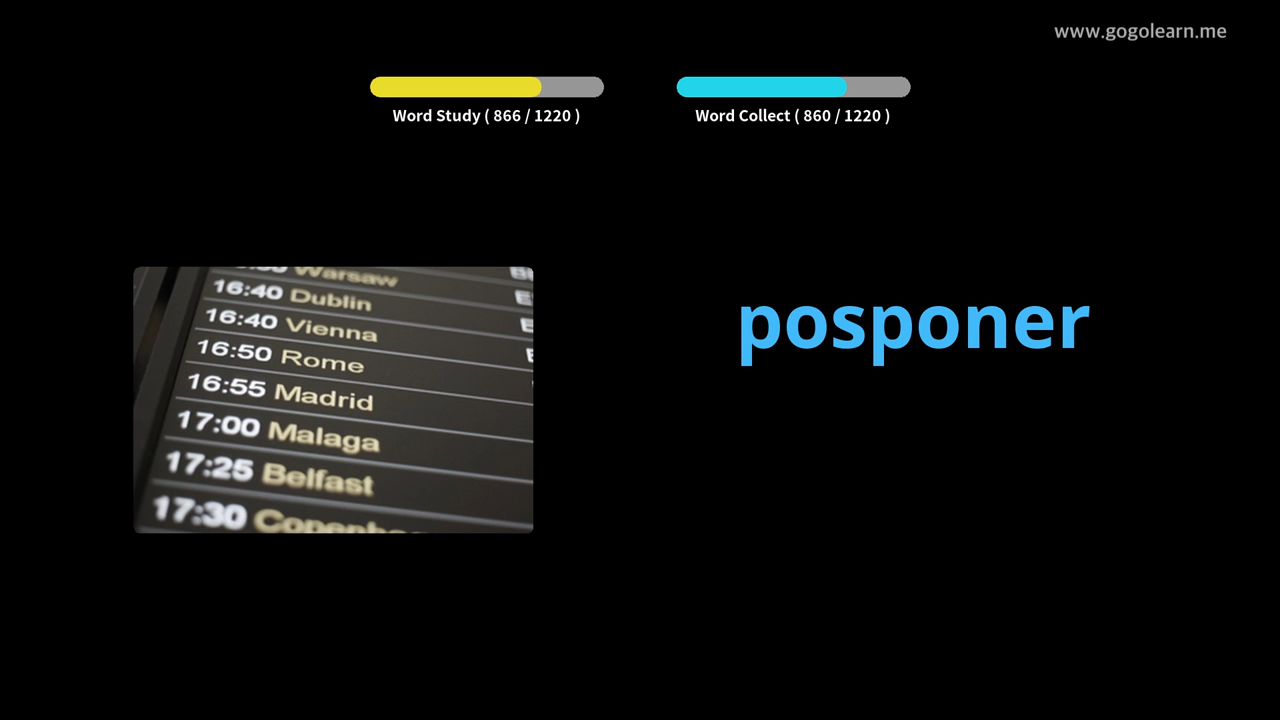 www.gogolearn.me
Word Study ( 866 / 1220 )
Word Collect ( 860 / 1220 )
Warsaw
16:40 Dublin
16:40 Vienna
16:50 Rome
16:55 Madrid
17:00 Malaga
17:25 Belfast
17:30
posponer